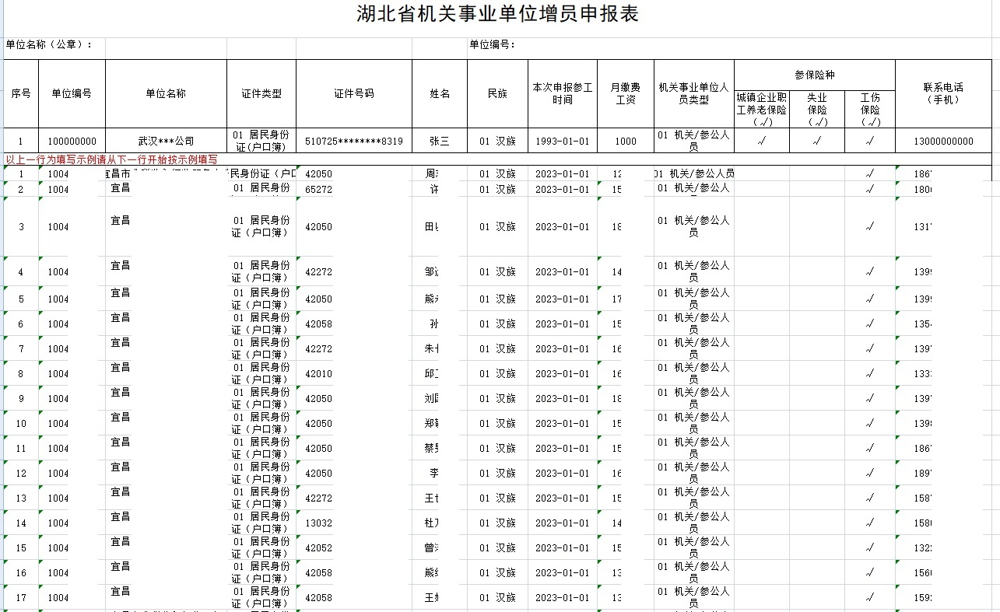 湖北省机关事业单位增员申报表
单位名称（公章）： 单位编号：
序号 单位编号 单位名称 证件类型 证件号码 姓名 民族 本次申报参工时间 月缴费工资 机关事业单位人员类型 参保险种 联系电话（手机）
城镇企业职工养老保险（√） 失业保险（√） 工伤保险（√）
1 100000000 武汉***公司 01 居民身份证(户口簿) 510725********8319 张三 01 汉族 1993-01-01 1000 01 机关/参公人员 √ √ √ 13000000000
以上一行为填写示例请从下一行开始按示例填写
1 1004 宜昌市 民身份证（户口 42050 周 01 汉族 2023-01-01 12 01 机关/参公人员 √ 186
2 1004 宜昌 01 居民身份 65272 许 01 汉族 2023-01-01 15 01 机关/参公人 √ 180
3 1004 宜昌 01 居民身份证（户口簿） 42050 田 01 汉族 2023-01-01 18 01 机关/参公人员 √ 131
4 1004 宜昌 01 居民身份证（户口簿） 42272 邹 01 汉族 2023-01-01 14 01 机关/参公人员 √ 139
5 1004 宜昌 01 居民身份证（户口簿） 42050 熊 01 汉族 2023-01-01 17 01 机关/参公人员 √ 139
6 1004 宜昌 01 居民身份证（户口簿） 42058 孙 01 汉族 2023-01-01 15 01 机关/参公人员 √ 135
7 1004 宜昌 01 居民身份证（户口簿） 42272 朱 01 汉族 2023-01-01 16 01 机关/参公人员 √ 139
8 1004 宜昌 01 居民身份证（户口簿） 42010 邱 01 汉族 2023-01-01 16 01 机关/参公人员 √ 133
9 1004 宜昌 01 居民身份证（户口簿） 42050 刘 01 汉族 2023-01-01 18 01 机关/参公人员 √ 139
10 1004 宜昌 01 居民身份证（户口簿） 42050 郑 01 汉族 2023-01-01 15 01 机关/参公人员 √ 139
11 1004 宜昌 01 居民身份证（户口簿） 42050 蔡 01 汉族 2023-01-01 15 01 机关/参公人员 √ 186
12 1004 宜昌 01 居民身份证（户口簿） 42050 李 01 汉族 2023-01-01 16 01 机关/参公人员 √ 189
13 1004 宜昌 01 居民身份证（户口簿） 42272 王 01 汉族 2023-01-01 15 01 机关/参公人员 √ 158
14 1004 宜昌 01 居民身份证（户口簿） 13032 杜 01 汉族 2023-01-01 14 01 机关/参公人员 √ 158
15 1004 宜昌 01 居民身份证（户口簿） 42052 曾 01 汉族 2023-01-01 15 01 机关/参公人员 √ 132
16 1004 宜昌 01 居民身份证（户口簿） 42058 熊 01 汉族 2023-01-01 13 01 机关/参公人员 √ 156
17 1004 宜昌 01 居民身份证（户口簿） 42058 王 01 汉族 2023-01-01 13 01 机关/参公人员 √ 159